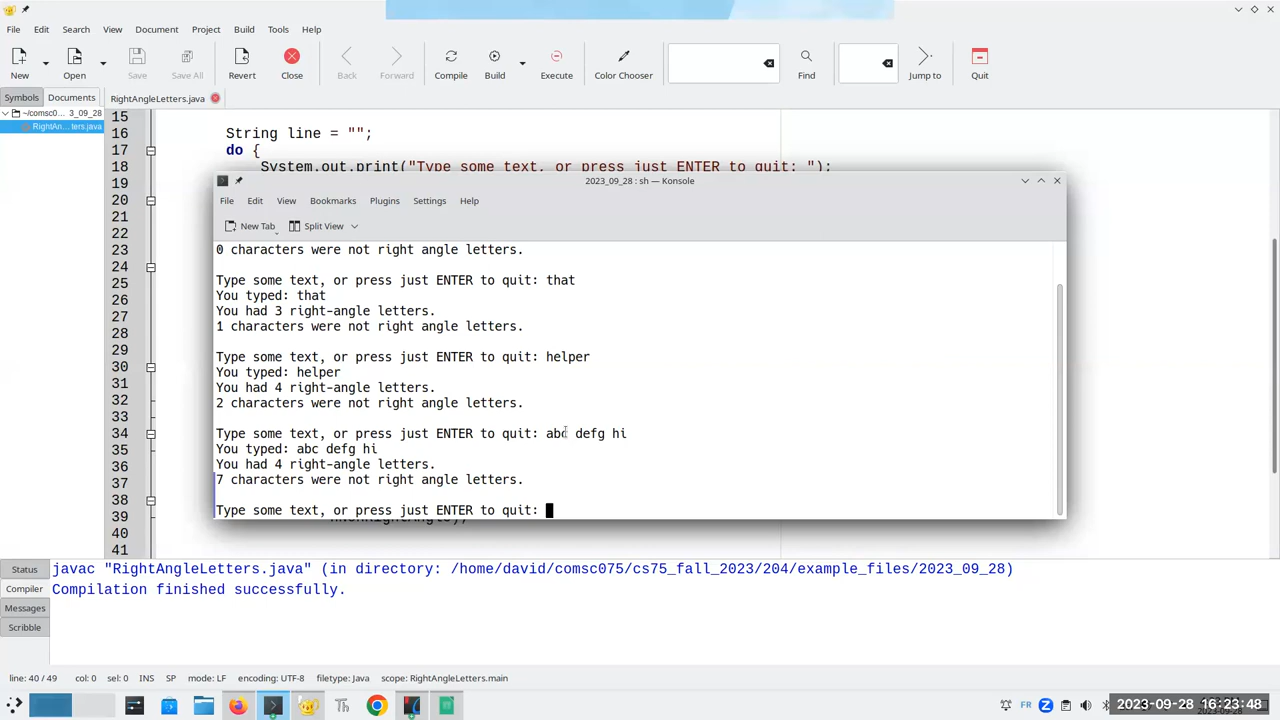 File Edit Search View Document Project Build Tools Help
New Open Save Save All Revert Close Back Forward Compile Build Execute Color Chooser Find Jump to Quit
Symbols Documents RightAngleLetters.java
~/comsc0... 3_09_28
RightAn... ters.java
15
16 String line = "";
17 do {
18 System.out.print("Type some text, or press just ENTER to quit: ");
19
20
21
22
23
24
25
26
27
28
29
30
31
32
33
34
35
36
37
38
39
40
41
2023_09_28 : sh — Konsole
File Edit View Bookmarks Plugins Settings Help
New Tab Split View
0 characters were not right angle letters.
Type some text, or press just ENTER to quit: that
You typed: that
You had 3 right-angle letters.
1 characters were not right angle letters.
Type some text, or press just ENTER to quit: helper
You typed: helper
You had 4 right-angle letters.
2 characters were not right angle letters.
Type some text, or press just ENTER to quit: abc defg hi
You typed: abc defg hi
You had 4 right-angle letters.
7 characters were not right angle letters.
Type some text, or press just ENTER to quit:
Status
Compiler
Messages
Scribble
javac "RightAngleLetters.java" (in directory: /home/david/comsc075/cs75_fall_2023/204/example_files/2023_09_28)
Compilation finished successfully.
line: 40 / 49 col: 0 INS SP mode: LF encoding: UTF-8 filetype: Java scope: RightAngleLetters.main
FR
2023-09-28 16:23:48